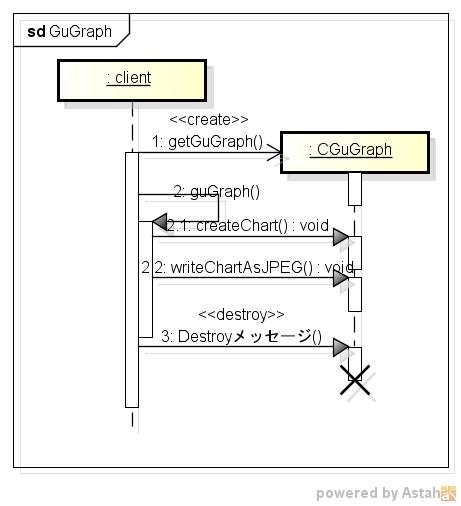 sd GuGraph
: client
<<create>>
1: getGuGraph()
: CGuGraph
2: guGraph()
2.1: createChart() : void
2.2: writeChartAsJPEG() : void
<<destroy>>
3: Destroyメッセージ()
powered by Astah